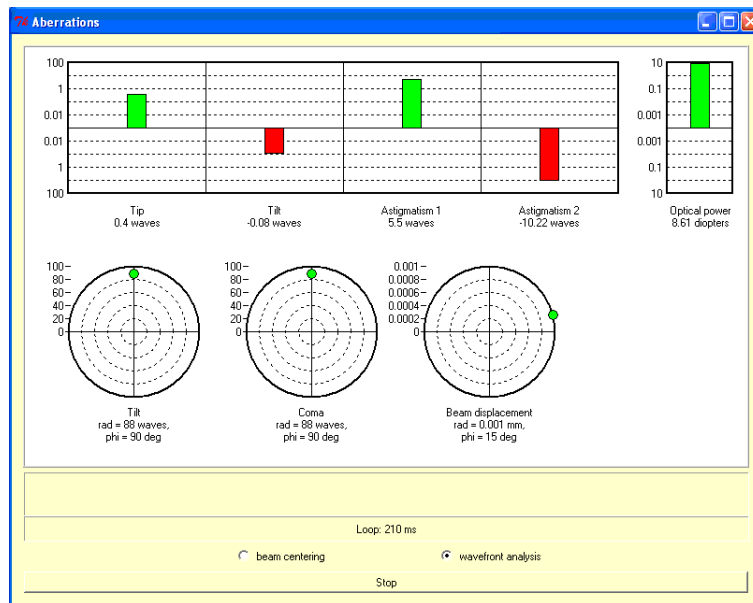 Aberrations
100
1
0.01
0.01
1
100
10
0.1
0.001
0.001
0.1
10
Tip
0.4 waves
Tilt
-0.08 waves
Astigmatism 1
5.5 waves
Astigmatism 2
-10.22 waves
Optical power
8.61 diopters
100
80
60
40
20
0
100
80
60
40
20
0
0.001
0.0008
0.0006
0.0004
0.0002
0
Tilt
rad = 88 waves,
phi = 90 deg
Coma
rad = 88 waves,
phi = 90 deg
Beam displacement
rad = 0.001 mm,
phi = 15 deg
Loop: 210 ms
beam centering
wavefront analysis
Stop